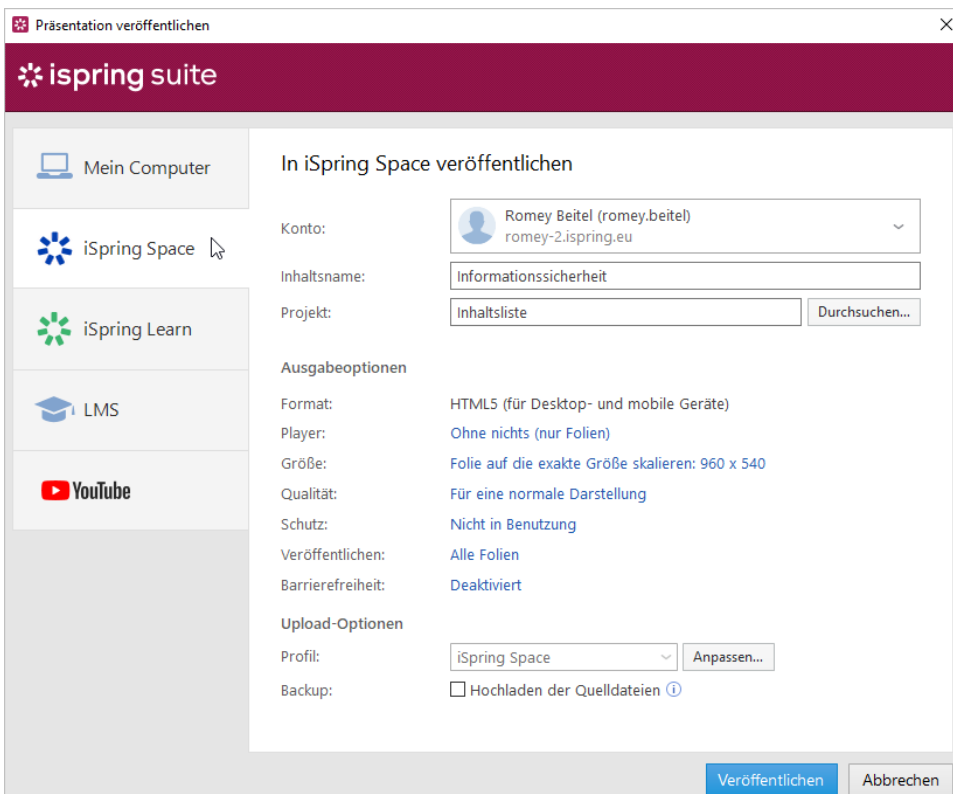 Präsentation veröffentlichen
ispring suite
Mein Computer
iSpring Space
iSpring Learn
LMS
YouTube
In iSpring Space veröffentlichen
Konto:
Romey Beitel (romey.beitel)
romey-2.ispring.eu
Inhaltsname:
Informationssicherheit
Projekt:
Inhaltsliste
Durchsuchen...
Ausgabeoptionen
Format:
HTML5 (für Desktop- und mobile Geräte)
Player:
Ohne nichts (nur Folien)
Größe:
Folie auf die exakte Größe skalieren: 960 x 540
Qualität:
Für eine normale Darstellung
Schutz:
Nicht in Benutzung
Veröffentlichen:
Alle Folien
Barrierefreiheit:
Deaktiviert
Upload-Optionen
Profil:
iSpring Space
Anpassen...
Backup:
Hochladen der Quelldateien
Veröffentlichen
Abbrechen